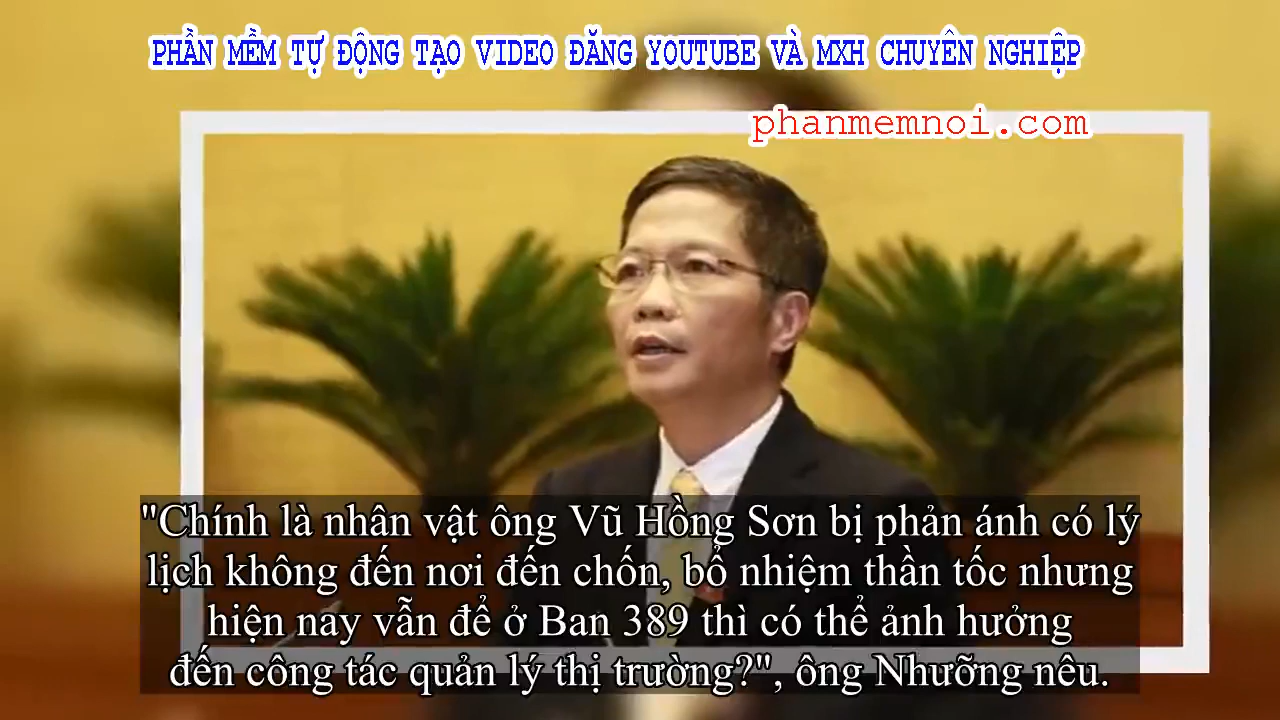 PHẦN MỀM TỰ ĐỘNG TẠO VIDEO ĐĂNG YOUTUBE VÀ MXH CHUYÊN NGHIỆP
phanmemnoi.com
"Chính là nhân vật ông Vũ Hồng Sơn bị phản ánh có lý
lịch không đến nơi đến chốn, bổ nhiệm thần tốc nhưng
hiện nay vẫn để ở Ban 389 thì có thể ảnh hưởng
đến công tác quản lý thị trường?", ông Nhưỡng nêu.